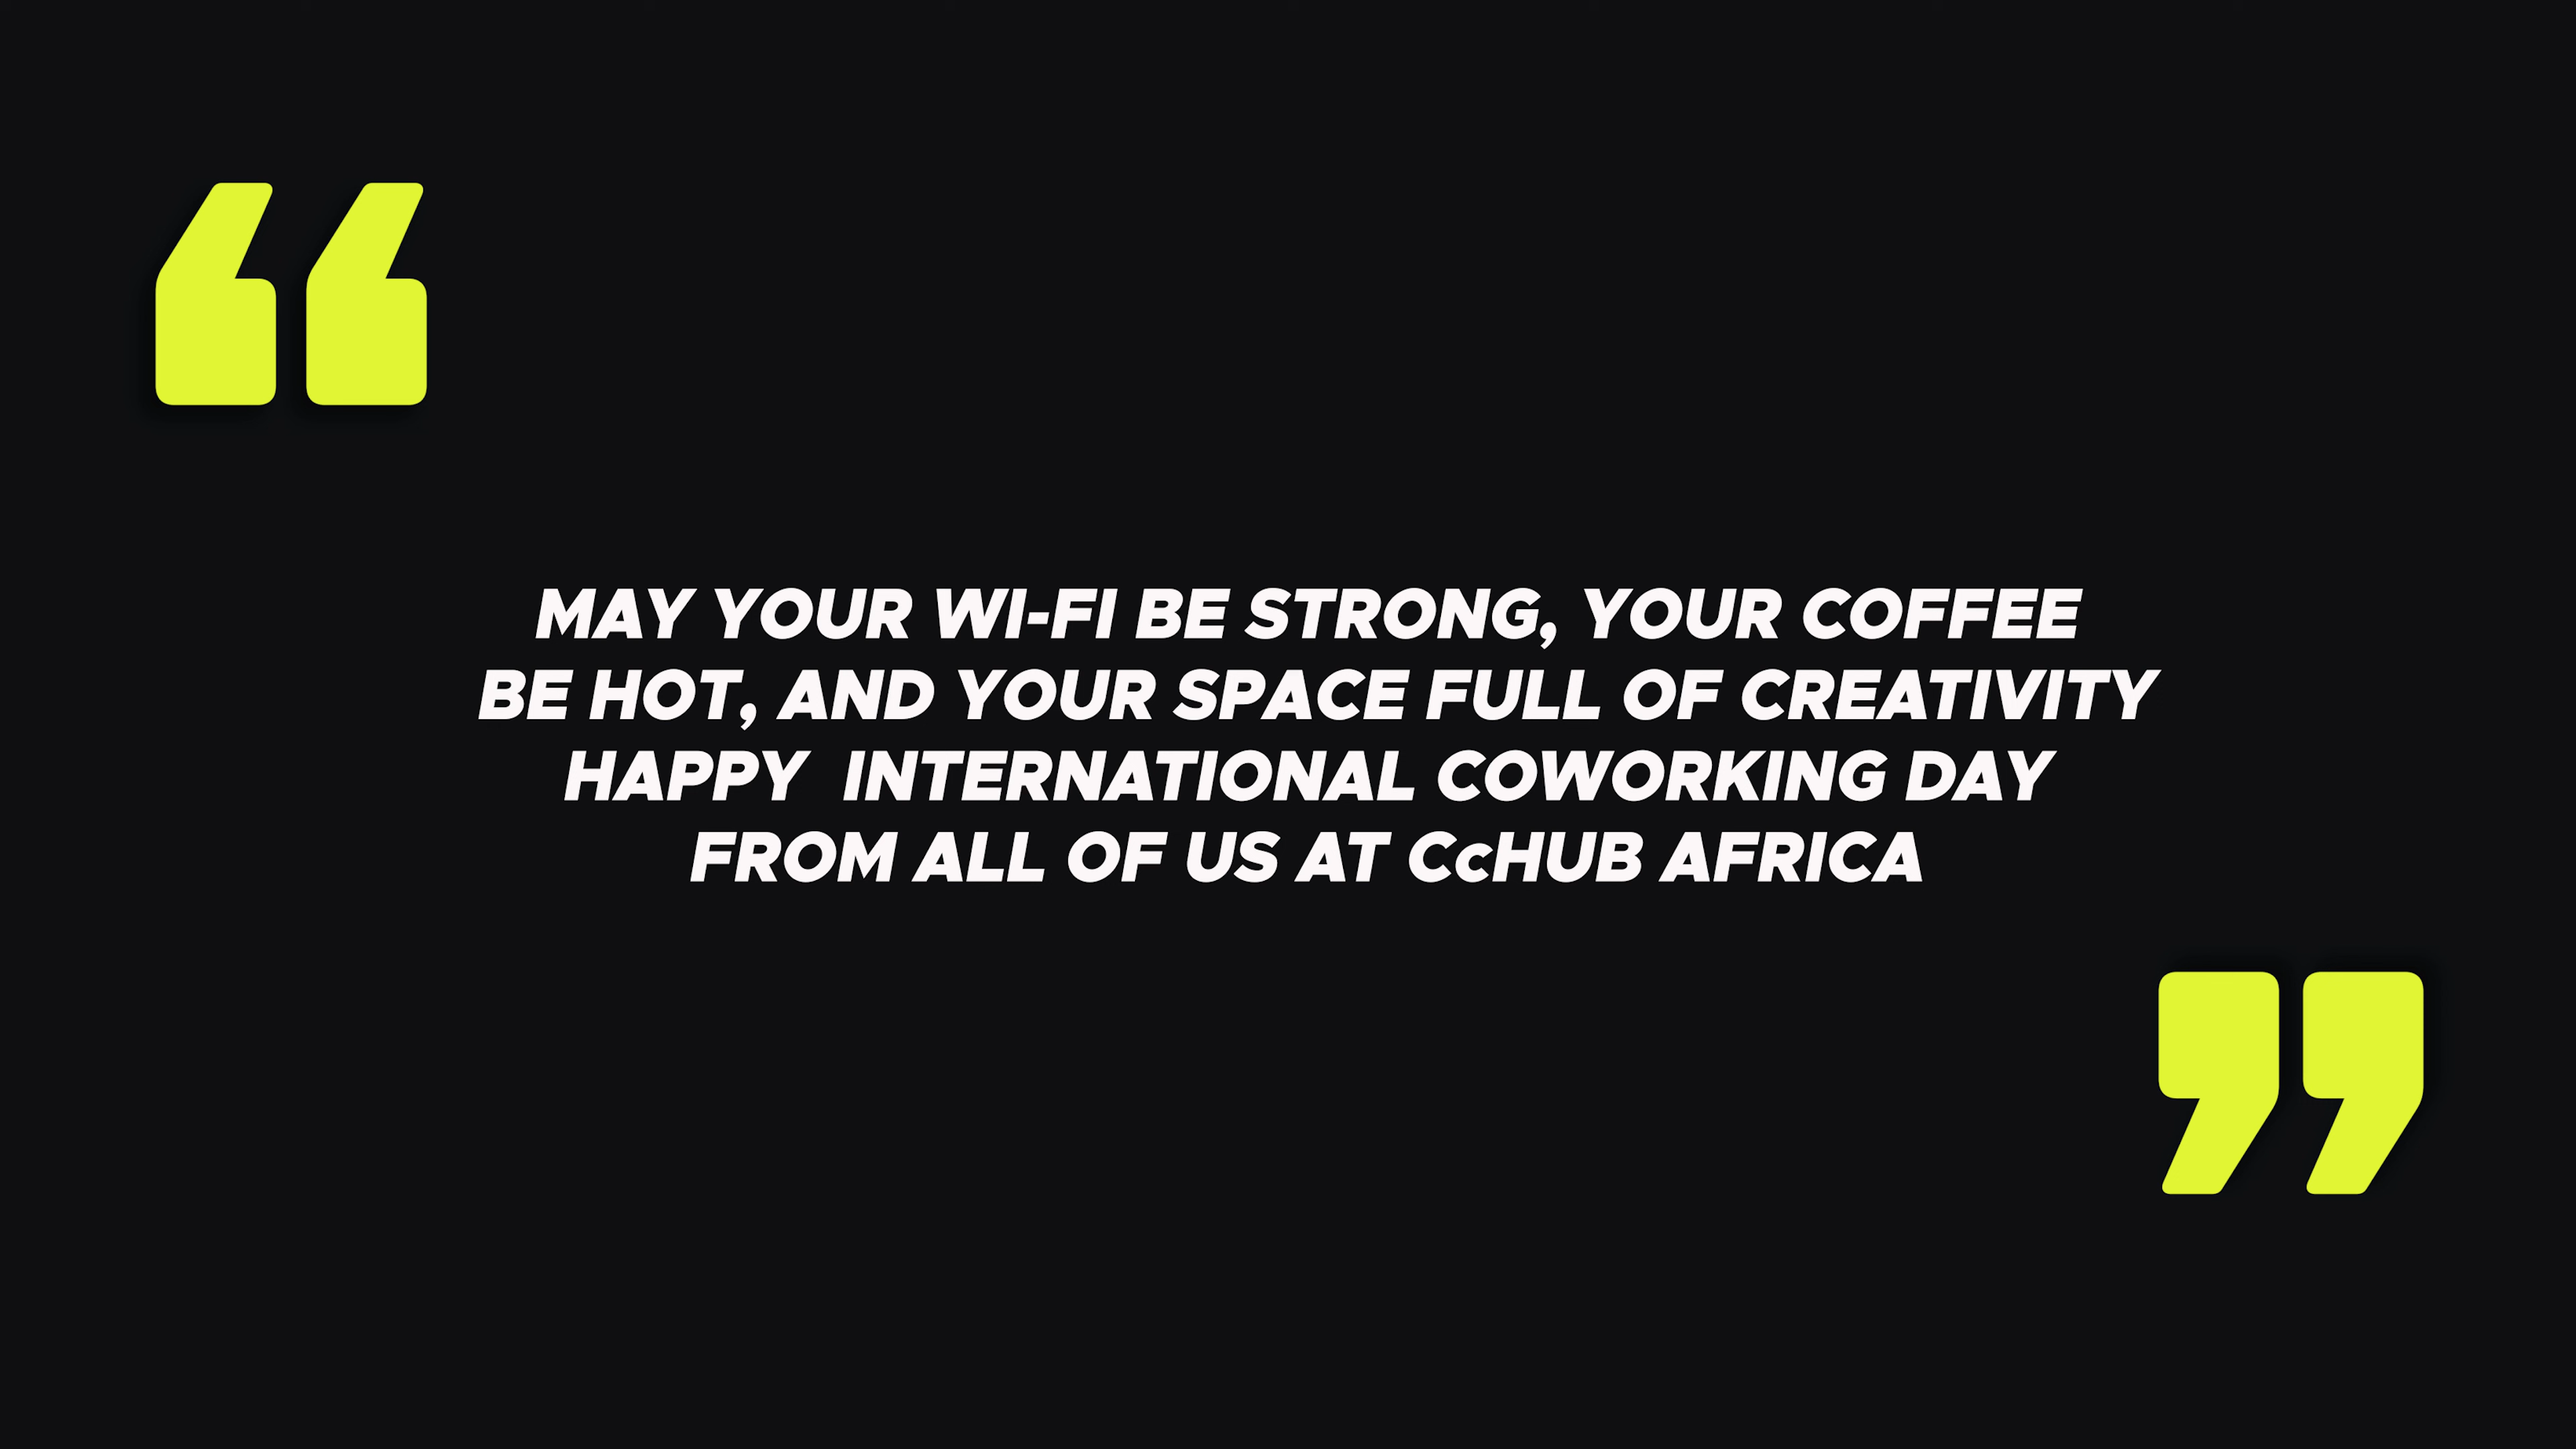 MAY YOUR WI-FI BE STRONG, YOUR COFFEE
BE HOT, AND YOUR SPACE FULL OF CREATIVITY
HAPPY  INTERNATIONAL COWORKING DAY
FROM ALL OF US AT CcHUB AFRICA